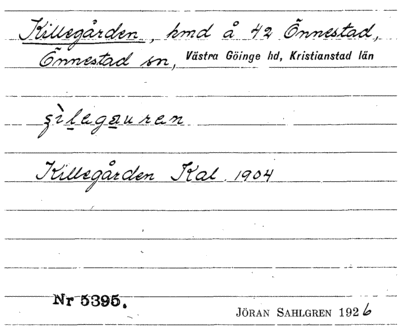 Killegården, hmd å 42 Önnestad,
Önnestad sn, Västra Göinge hd, Kristianstad län
Killegården Kal. 1904
Nr 5395.
JÖRAN SAHLGREN 1926